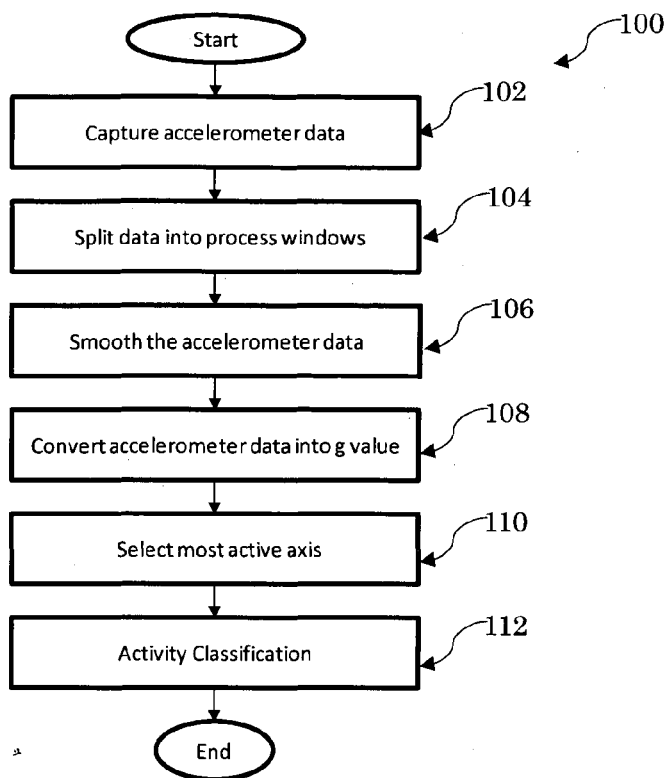 Start
100
Capture accelerometer data
102
Split data into process windows
104
Smooth the accelerometer data
106
Convert accelerometer data into g value
108
Select most active axis
110
Activity Classification
112
End